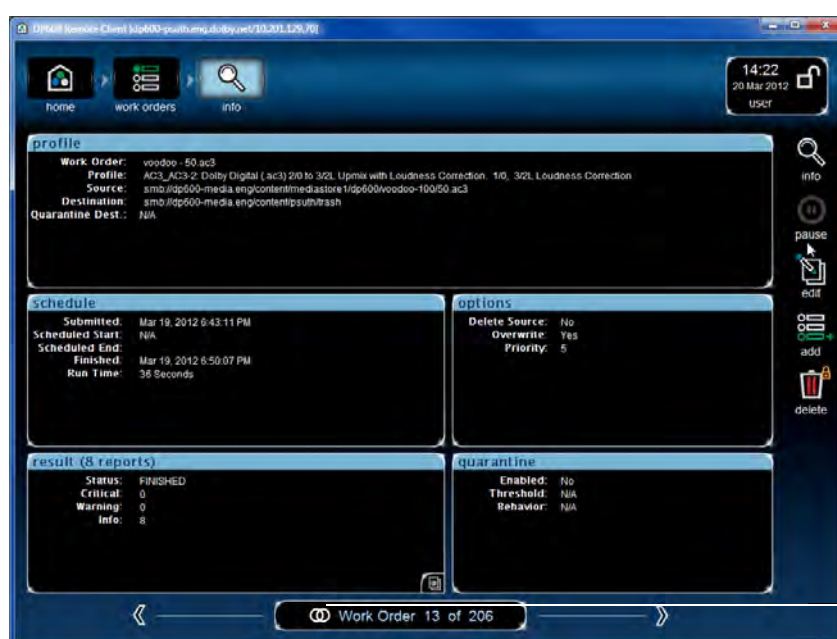 DP600 Remote Client [dp600-psuth.eng.dolby.net/10.201.129.70]
home
work orders
info
14:22
20 Mar 2012
user
profile
Work Order: voodoo - 50.ac3
Profile: AC3_AC3-2: Dolby Digital (.ac3) 2/0 to 3/2L Upmix with Loudness Correction. 1/0, 3/2L Loudness Correction
Source: smb://dp600-media.eng/content/mediastore1/dp600/voodoo-100/50.ac3
Destination: smb://dp600-media.eng/content/psuth/trash
Quarantine Dest.: N/A
info
pause
edit
add
delete
schedule
Submitted: Mar 19, 2012 6:43:11 PM
Scheduled Start: N/A
Scheduled End:
Finished: Mar 19, 2012 6:50:07 PM
Run Time: 36 Seconds
options
Delete Source: No
Overwrite: Yes
Priority: 5
result (8 reports)
Status: FINISHED
Critical: 0
Warning: 0
Info: 8
quarantine
Enabled: No
Threshold: N/A
Behavior: N/A
Work Order 13 of 206